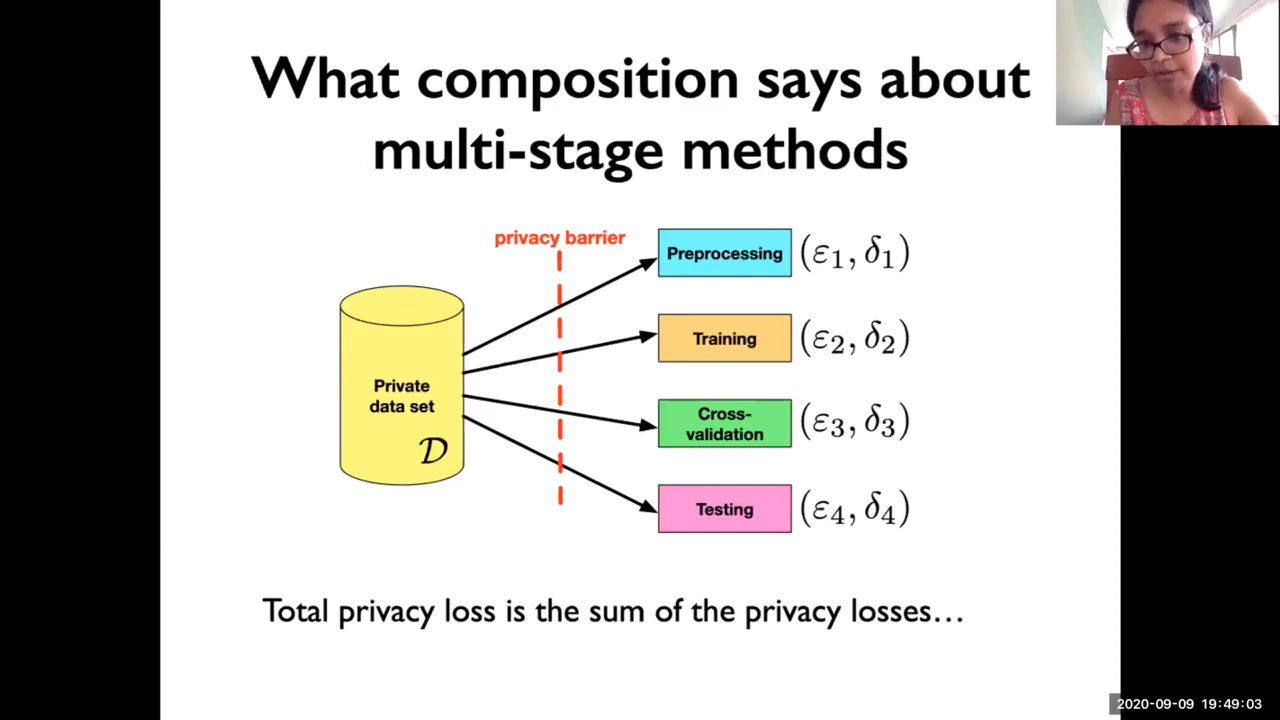 What composition says about
multi-stage methods
privacy barrier
Preprocessing
(ε₁, δ₁)
Training
(ε₂, δ₂)
Private
data set
𝒟
Cross-
validation
(ε₃, δ₃)
Testing
(ε₄, δ₄)
Total privacy loss is the sum of the privacy losses…
2020-09-09 19:49:03